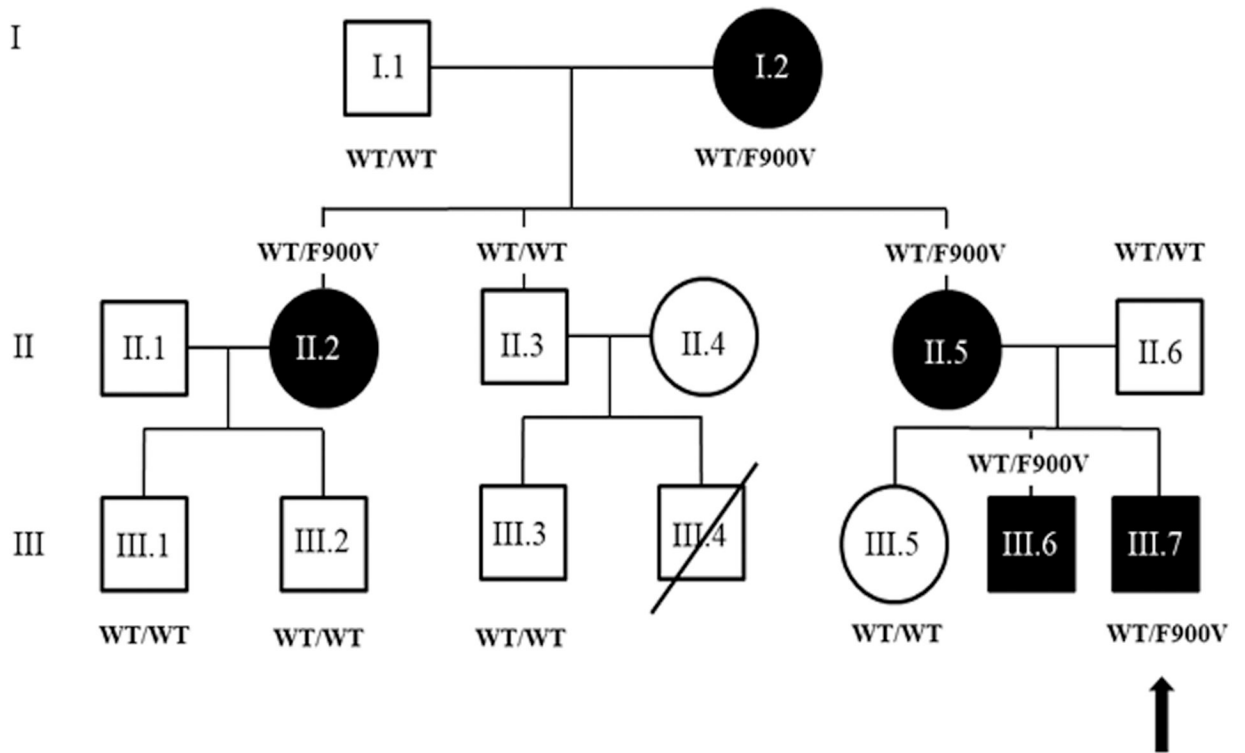 I
I.1
I.2
WT/WT
WT/F900V
WT/F900V
WT/WT
WT/F900V
WT/WT
II
II.1
II.2
II.3
II.4
II.5
II.6
WT/F900V
III
III.1
III.2
III.3
III.4
III.5
III.6
III.7
WT/WT
WT/WT
WT/WT
WT/WT
WT/F900V